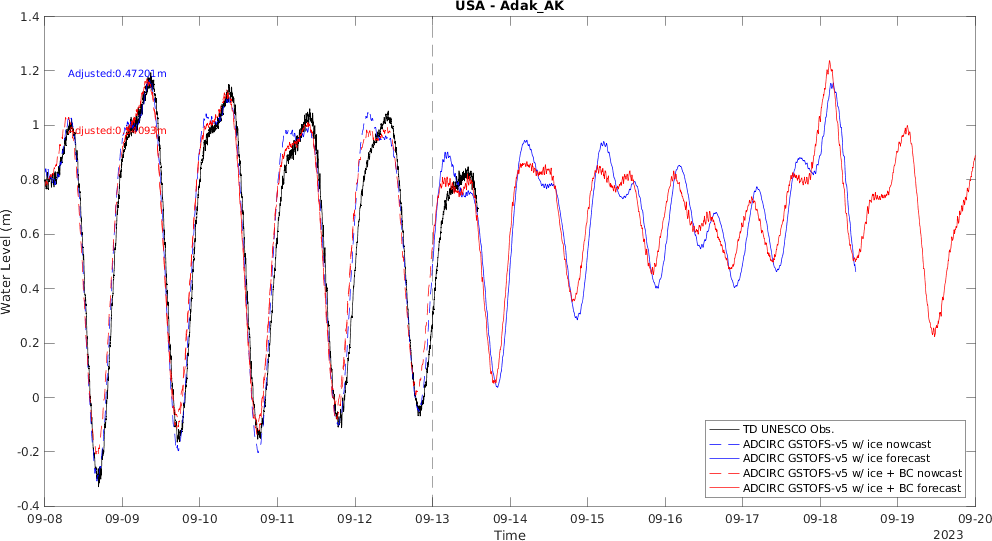 USA - Adak_AK
1.4
1.2
1
0.8
0.6
0.4
0.2
0
-0.2
-0.4
Water Level (m)
Adjusted:0.47201m
09-08
09-09
09-10
09-11
09-12
09-13
09-14
09-15
09-16
09-17
09-18
09-19
09-20
Time
2023
TD UNESCO Obs.
ADCIRC GSTOFS-v5 w/ ice nowcast
ADCIRC GSTOFS-v5 w/ ice forecast
ADCIRC GSTOFS-v5 w/ ice + BC nowcast
ADCIRC GSTOFS-v5 w/ ice + BC forecast